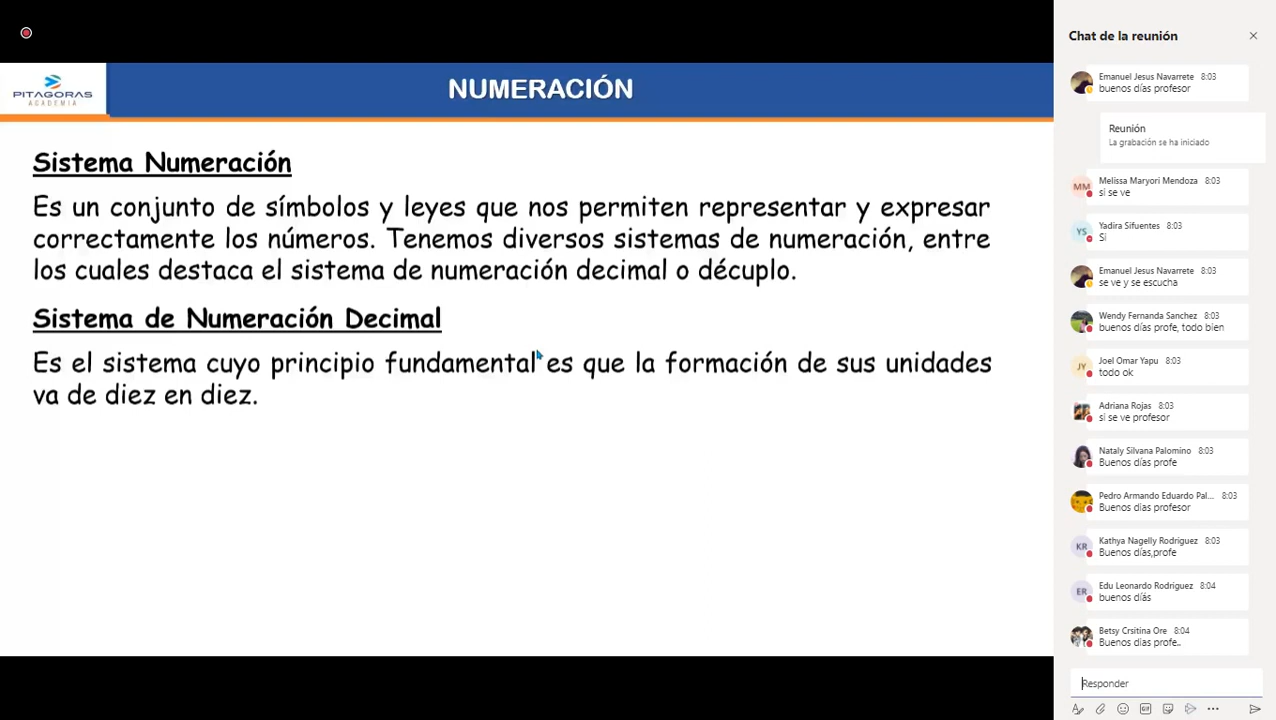 PITAGORAS
ACADEMIA
NUMERACIÓN
Sistema Numeración
Es un conjunto de símbolos y leyes que nos permiten representar y expresar
correctamente los números. Tenemos diversos sistemas de numeración, entre
los cuales destaca el sistema de numeración decimal o décuplo.
Sistema de Numeración Decimal
Es el sistema cuyo principio fundamental es que la formación de sus unidades
va de diez en diez.
Chat de la reunión
Emanuel Jesus Navarrete 8:03
buenos días profesor
Reunión
La grabación se ha iniciado
MM
Melissa Maryori Mendoza 8:03
si se ve
YS
Yadira Sifuentes 8:03
Si
Emanuel Jesus Navarrete 8:03
se ve y se escucha
Wendy Fernanda Sanchez 8:03
buenos días profe, todo bien
JY
Joel Omar Yapu 8:03
todo ok
Adriana Rojas 8:03
si se ve profesor
Nataly Silvana Palomino 8:03
Buenos días profe
Pedro Armando Eduardo Pal... 8:03
Buenos dias profesor
KR
Kathya Nagelly Rodriguez 8:03
Buenos días,profe
ER
Edu Leonardo Rodriguez 8:04
buenos díás
Betsy Crsitina Ore 8:04
Buenos dias profe..
Responder
GIF